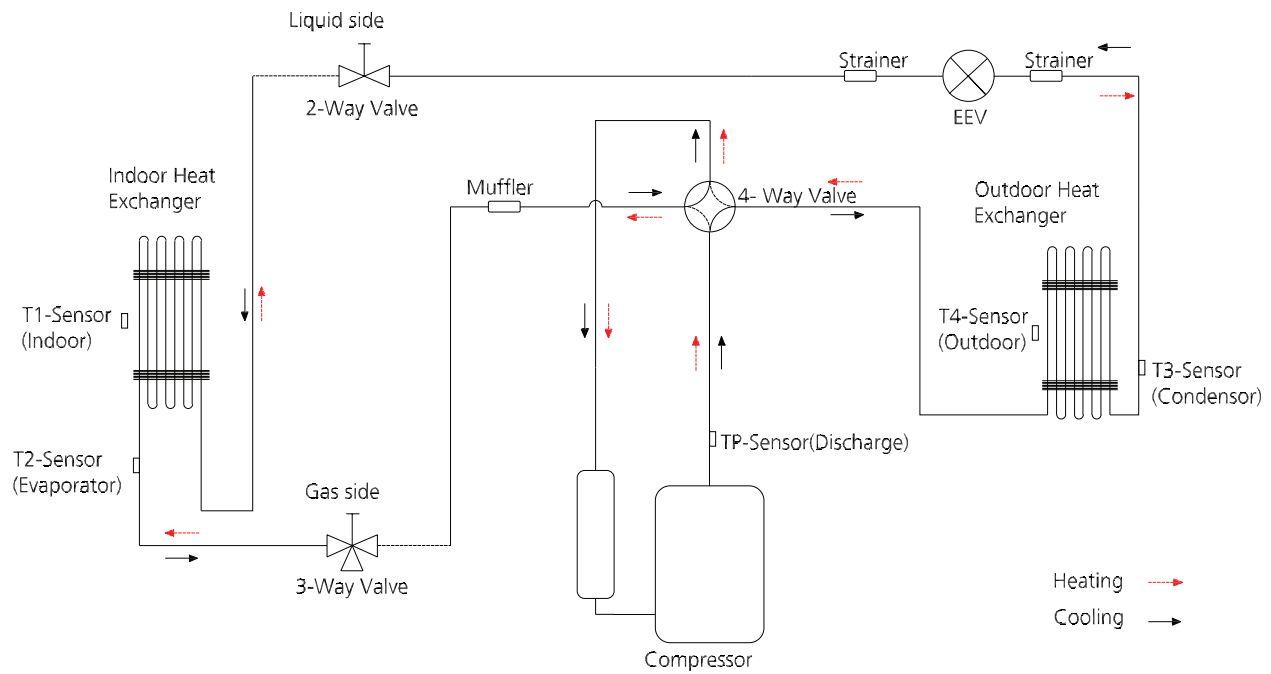 Liquid side
2-Way Valve
Strainer
EEV
Strainer
Indoor Heat
Exchanger
Muffler
4- Way Valve
Outdoor Heat
Exchanger
T1-Sensor
(Indoor)
T4-Sensor
(Outdoor)
T3-Sensor
(Condensor)
T2-Sensor
(Evaporator)
TP-Sensor(Discharge)
Gas side
3-Way Valve
Compressor
Heating
Cooling